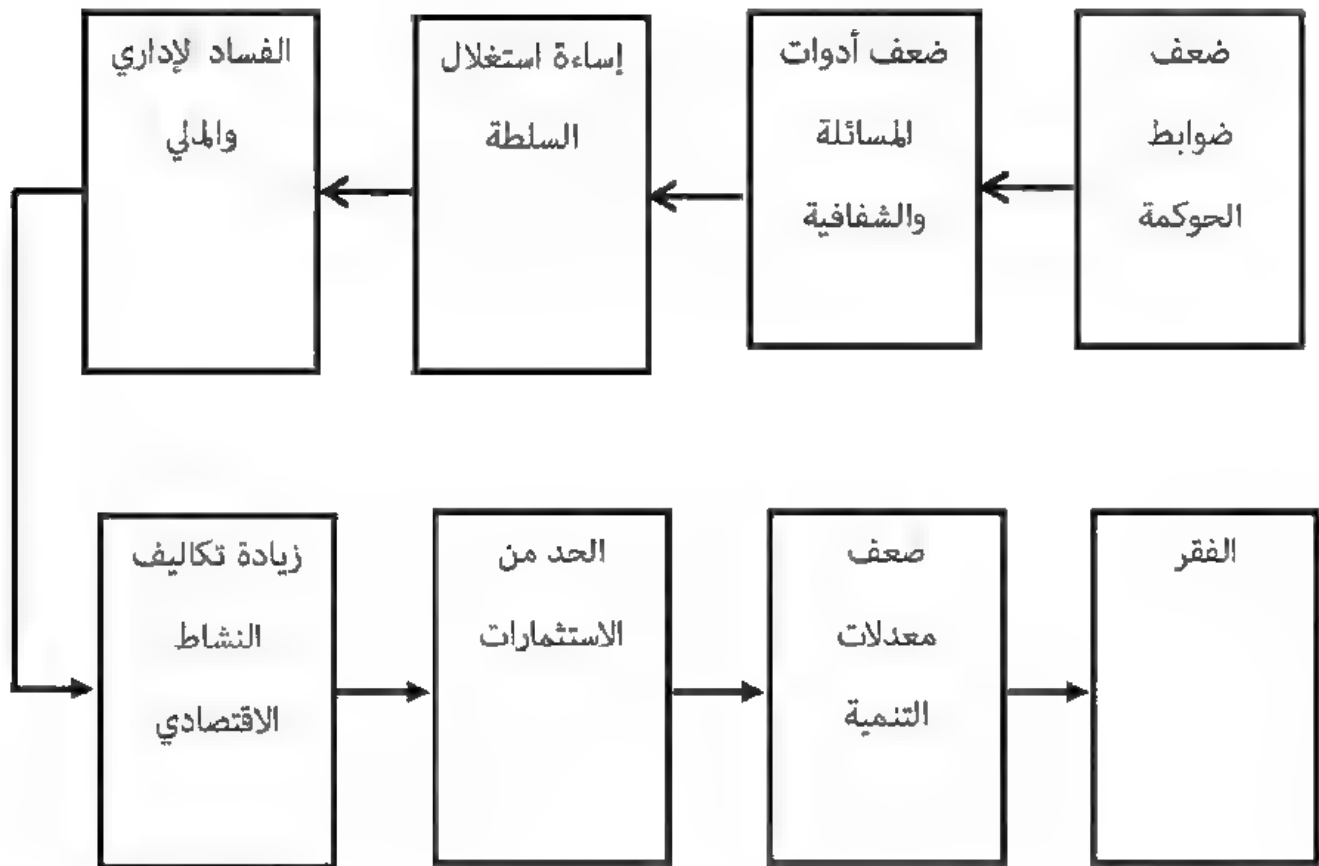 ضعف
ضوابط
الحوكمة
ضعف أدوات
المسائلة
والشفافية
إساءة استغلال
السلطة
الفساد لإداري
والمالي
زيادة تكاليف
النشاط
الاقتصادي
الحد من
الاستثمارات
صعف
معدلات
التنمية
الفقر